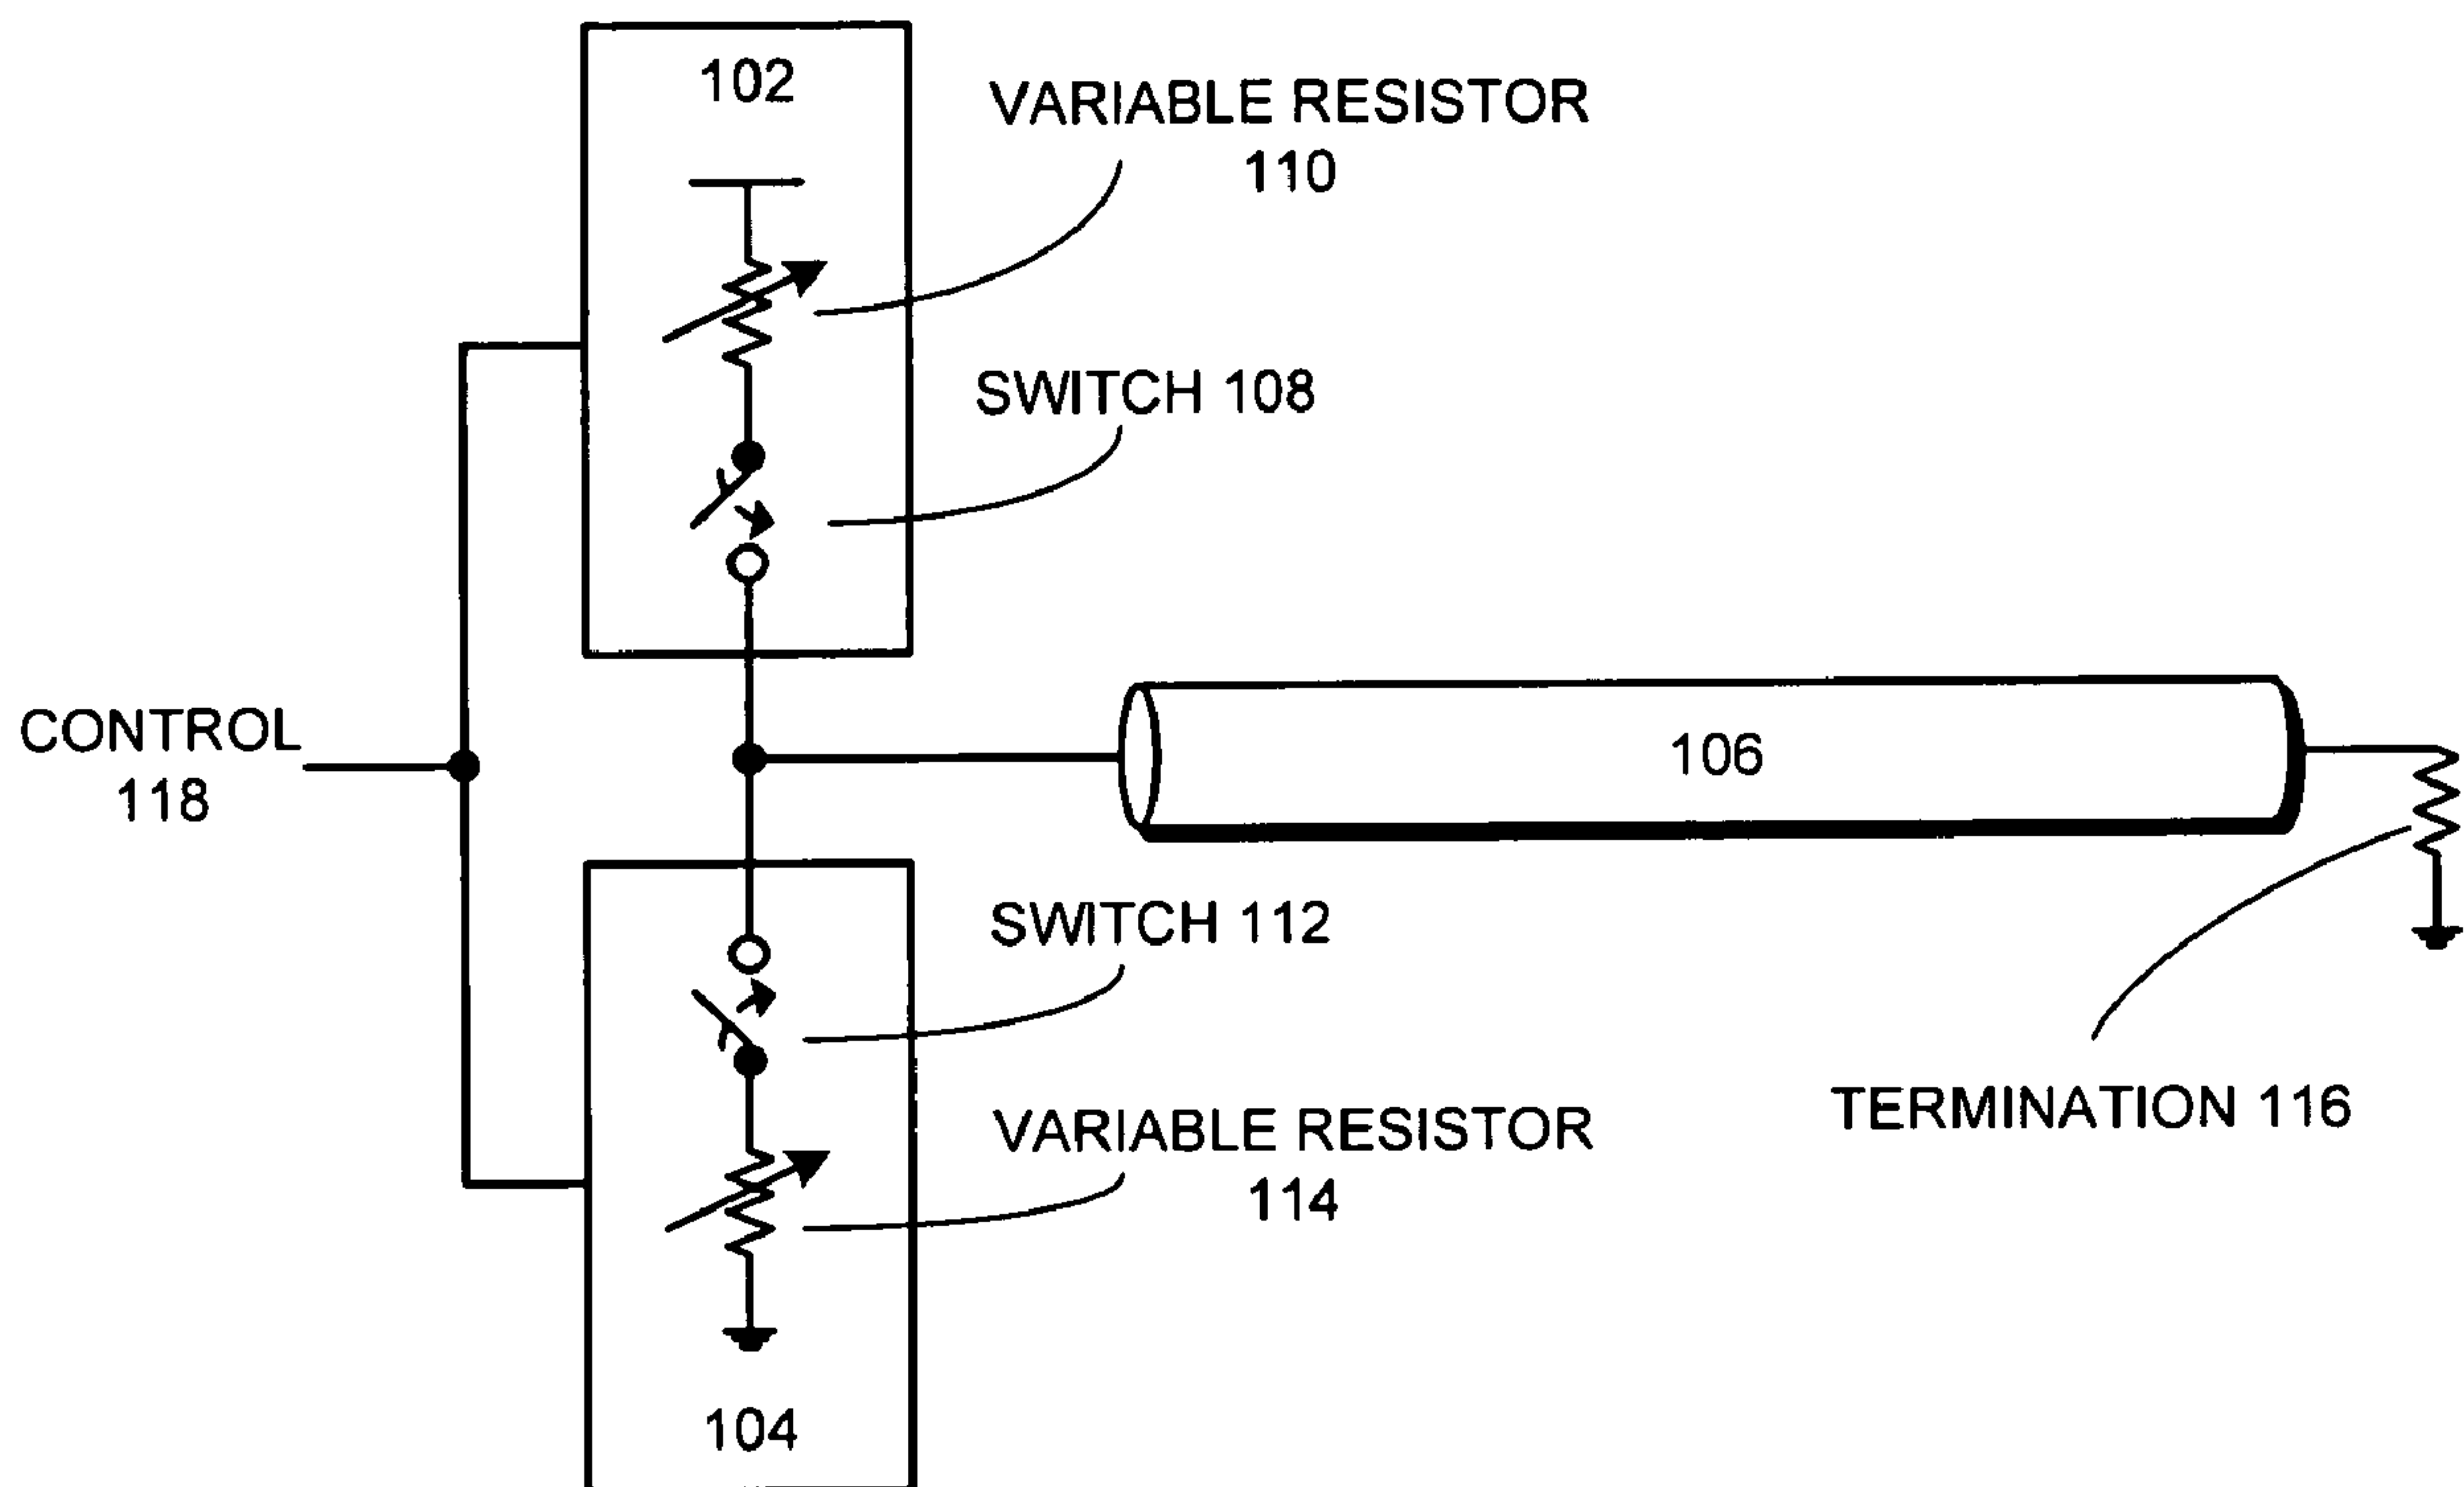 102
VARIABLE RESISTOR
110
SWITCH 108
CONTROL
118
106
SWITCH 112
TERMINATION 116
VARIABLE RESISTOR
114
104